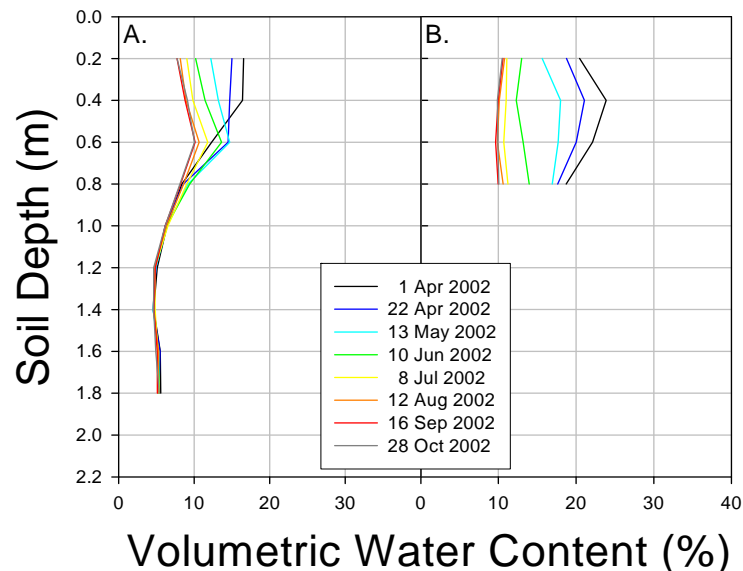 A.
B.
Soil Depth (m)
0.0
0.2
0.4
0.6
0.8
1.0
1.2
1.4
1.6
1.8
2.0
2.2
1 Apr 2002
22 Apr 2002
13 May 2002
10 Jun 2002
8 Jul 2002
12 Aug 2002
16 Sep 2002
28 Oct 2002
0 10 30 0 10 20 30 40
Volumetric Water Content (%)